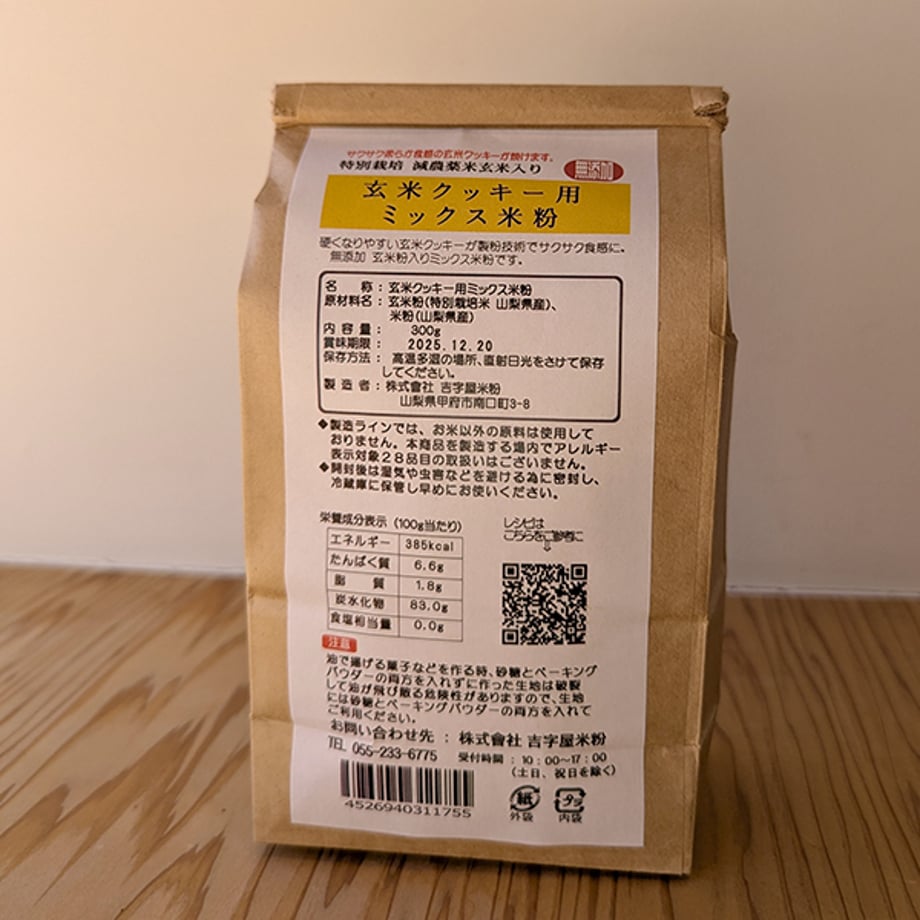 サクサク柔らか食感の玄米クッキーが焼けます。
特別栽培 減農薬米玄米入り
無添加
玄米クッキー用
ミックス米粉
硬くなりやすい玄米クッキーが製粉技術でサクサク食感に。
無添加 玄米粉入りミックス米粉です。
名 称：玄米クッキー用ミックス米粉
原材料名：玄米粉（特別栽培米 山梨県産）、
米粉（山梨県産）
内容量： 300g
賞味期限： 2025.12.20
保存方法： 高温多湿の場所、直射日光をさけて保存
してください。
製造者：株式會社 吉字屋米粉
山梨県甲府市南口町3-8
◆製造ラインでは、お米以外の原料は使用して
おりません。本商品を製造する場内でアレルギー
表示対象28品目の取扱いはございません。
◆開封後は湿気や虫害などを避ける為に密封し、
冷蔵庫に保管し早めにお使いください。
栄養成分表示（100g当たり）
エネルギー 385kcal
たんぱく質 6.6g
脂 質 1.8g
炭水化物 83.0g
食塩相当量 0.0g
レシピは
こちらをご参考に
⇩
注意
油で揚げる菓子などを作る時、砂糖とベーキング
パウダーの両方を入れずに作った生地は破裂
して油が飛び散る危険性がありますので、生地
には砂糖とベーキングパウダーの両方を入れて
ご利用ください。
お問い合わせ先 ： 株式會社 吉字屋米粉
TEL 055-233-6775 受付時間 ： 10：00～17：00
（土日、祝日を除く）
4526940311755
紙
外袋
プラ
内袋